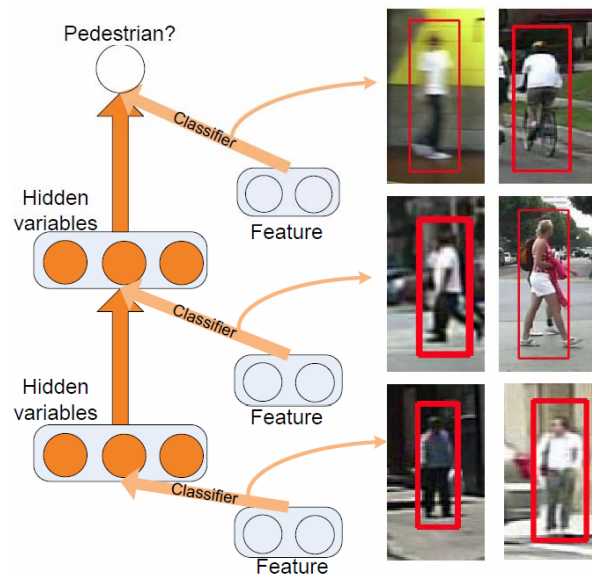 Pedestrian?
Classifier
Hidden
variables
Feature
Classifier
Hidden
variables
Feature
Classifier
Feature